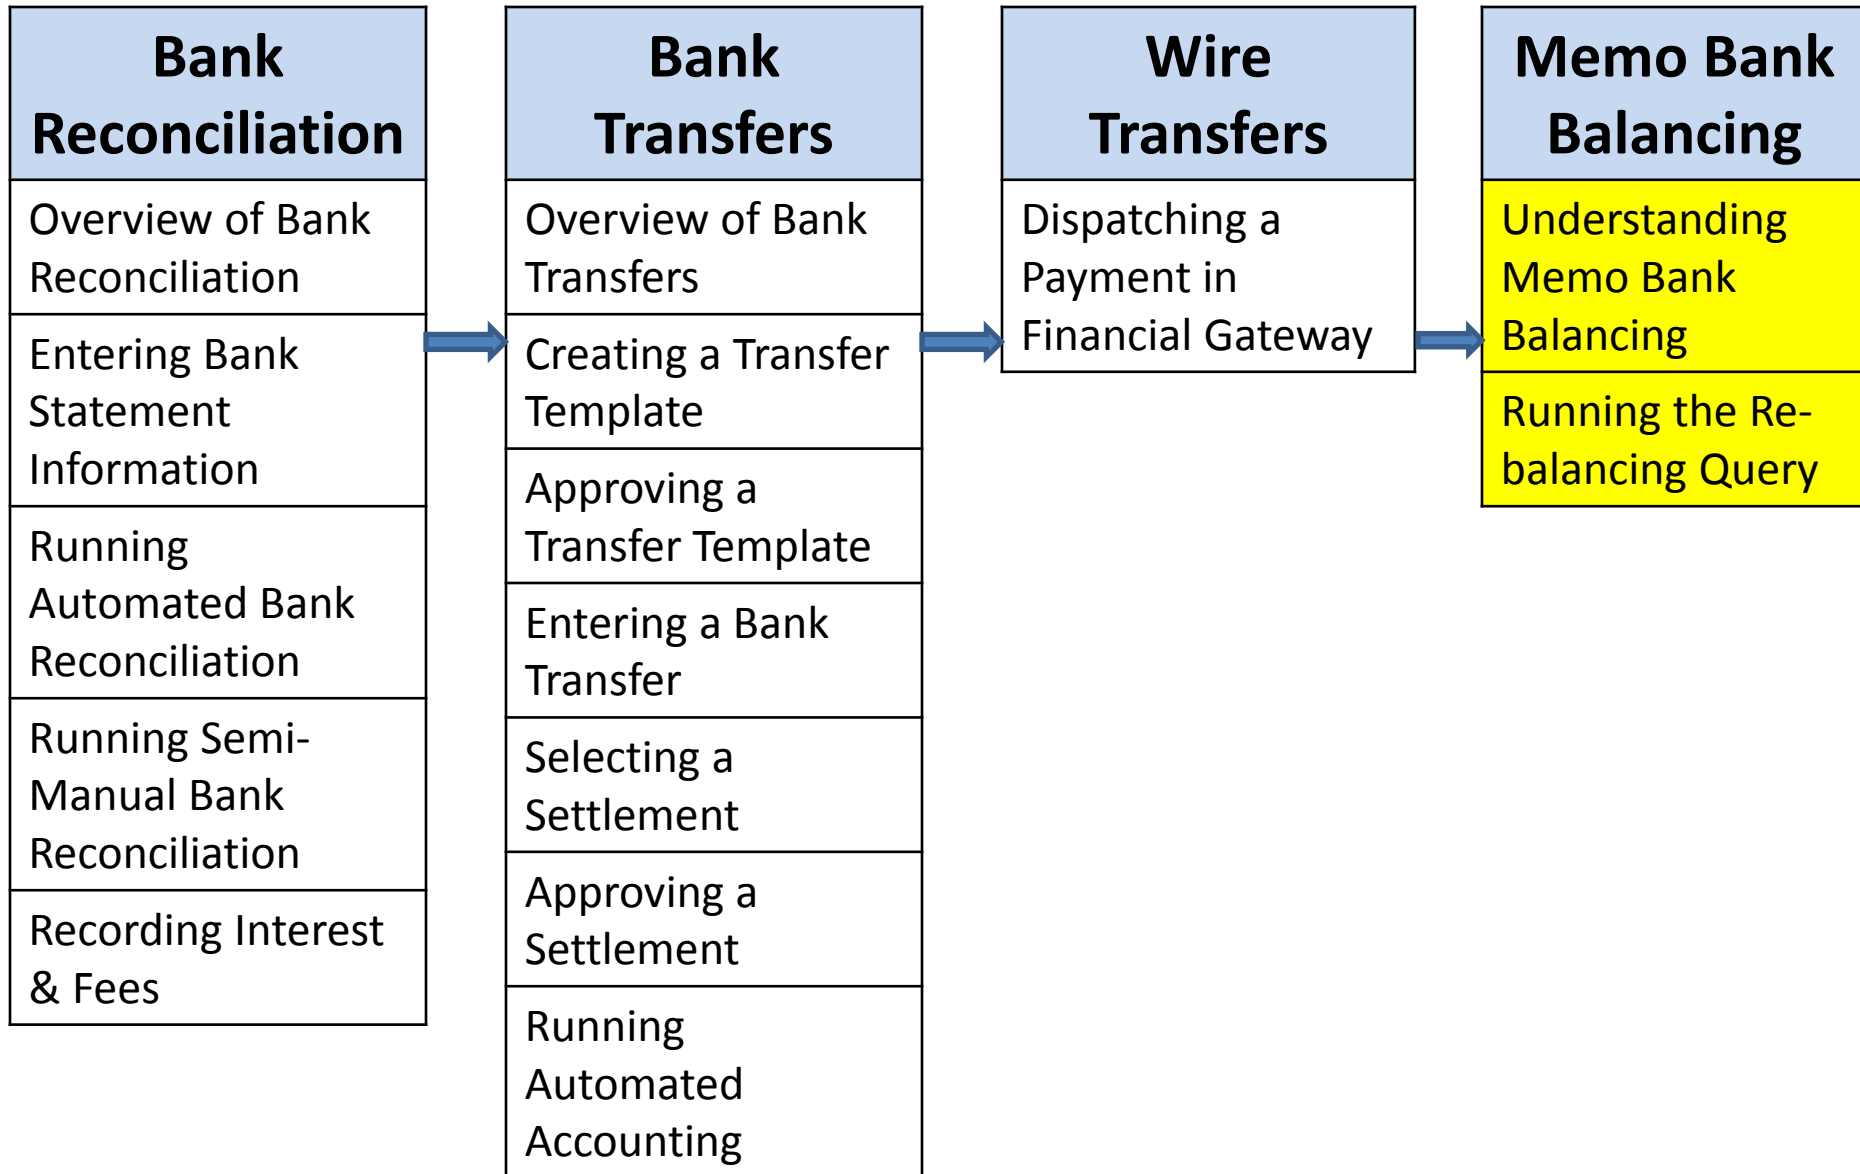 Bank
Reconciliation
Overview of Bank
Reconciliation
Entering Bank
Statement
Information
Running
Automated Bank
Reconciliation
Running Semi-
Manual Bank
Reconciliation
Recording Interest
& Fees
Bank
Transfers
Overview of Bank
Transfers
Creating a Transfer
Template
Approving a
Transfer Template
Entering a Bank
Transfer
Selecting a
Settlement
Approving a
Settlement
Running
Automated
Accounting
Wire
Transfers
Dispatching a
Payment in
Financial Gateway
Memo Bank
Balancing
Understanding
Memo Bank
Balancing
Running the Re-
balancing Query